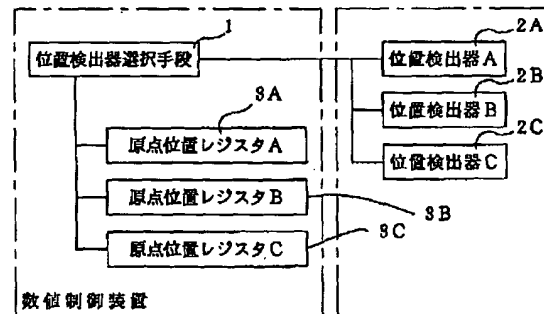 1
位置検出器選択手段
2A
位置検出器A
2B
位置検出器B
2C
位置検出器C
3A
原点位置レジスタA
原点位置レジスタB
3B
3C
原点位置レジスタC
数値制御装置